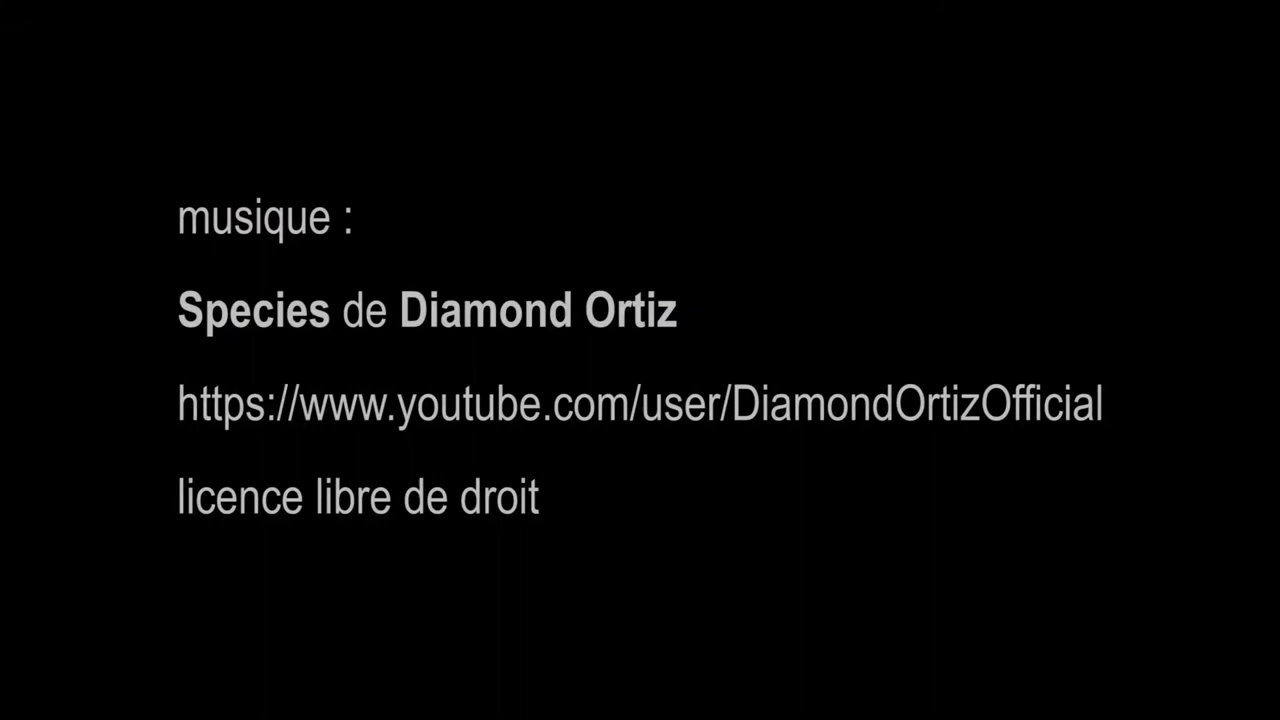 musique :
Species de Diamond Ortiz
https://www.youtube.com/user/DiamondOrtizOfficial
licence libre de droit